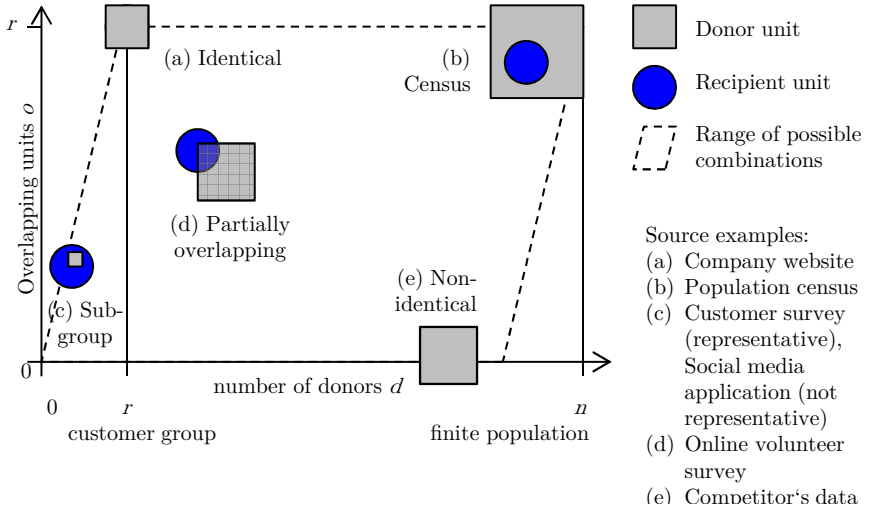 r
(a) Identical
(b)
Census
Overlapping units o
(d) Partially
overlapping
(c) Sub-
group
(e) Non-
identical
0
number of donors d
0
r
n
customer group
finite population
Donor unit
Recipient unit
Range of possible
combinations
Source examples:
(a) Company website
(b) Population census
(c) Customer survey
(representative),
Social media
application (not
representative)
(d) Online volunteer
survey
(e) Competitor‘s data